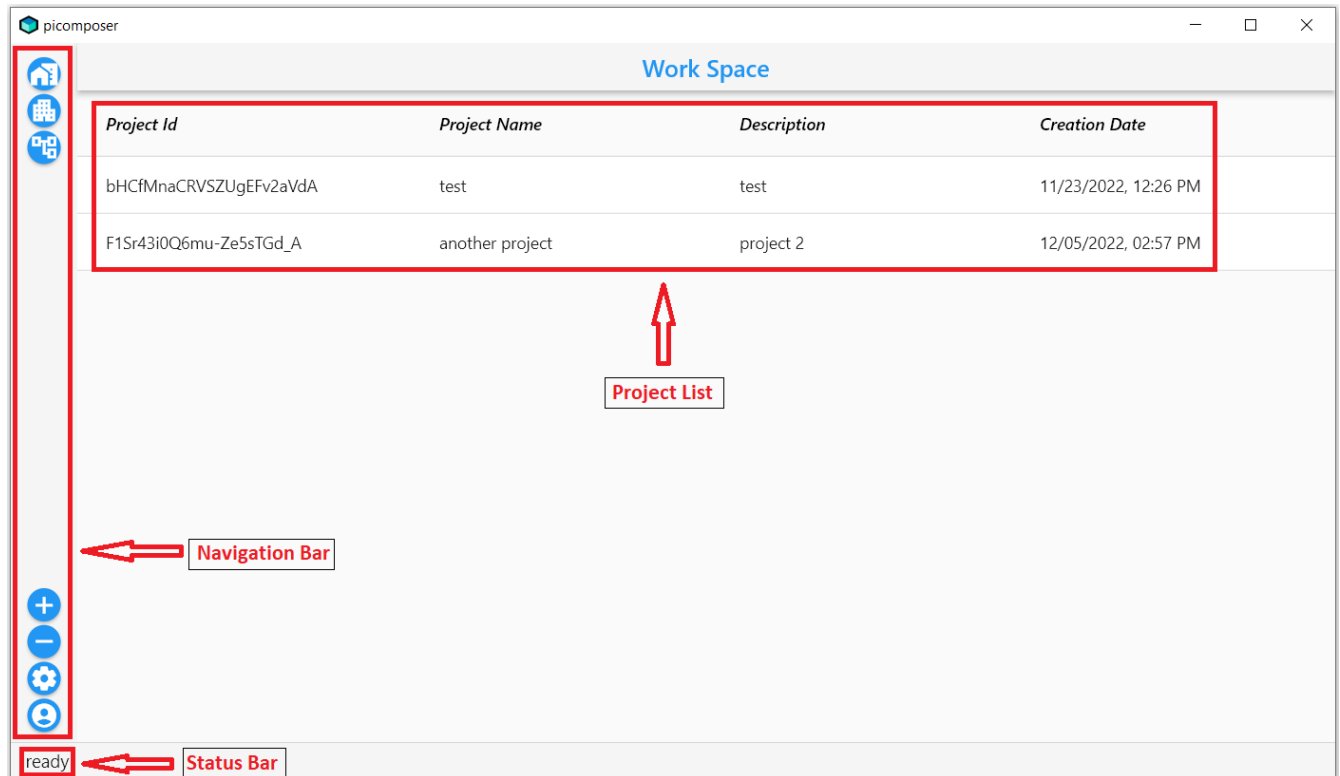 picomposer
Work Space
Project Id Project Name Description Creation Date
bHCfMnaCRVSZUgEFv2aVdA test test 11/23/2022, 12:26 PM
F1Sr43i0Q6mu-Ze5sTGd_A another project project 2 12/05/2022, 02:57 PM
Project List
Navigation Bar
ready Status Bar